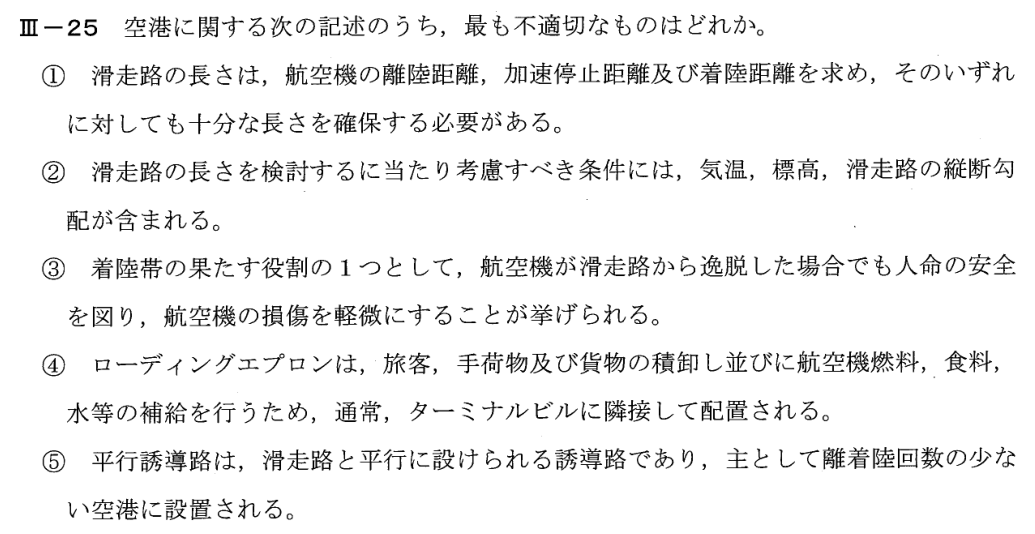 Ⅲ－25　空港に関する次の記述のうち，最も不適切なものはどれか。
①　滑走路の長さは，航空機の離陸距離，加速停止距離及び着陸距離を求め，そのいずれ
に対しても十分な長さを確保する必要がある。
②　滑走路の長さを検討するに当たり考慮すべき条件には，気温，標高，滑走路の縦断勾
配が含まれる。
③　着陸帯の果たす役割の１つとして，航空機が滑走路から逸脱した場合でも人命の安全
を図り，航空機の損傷を軽微にすることが挙げられる。
④　ローディングエプロンは，旅客，手荷物及び貨物の積卸し並びに航空機燃料，食料，
水等の補給を行うため，通常，ターミナルビルに隣接して配置される。
⑤　平行誘導路は，滑走路と平行に設けられる誘導路であり，主として離着陸回数の少な
い空港に設置される。